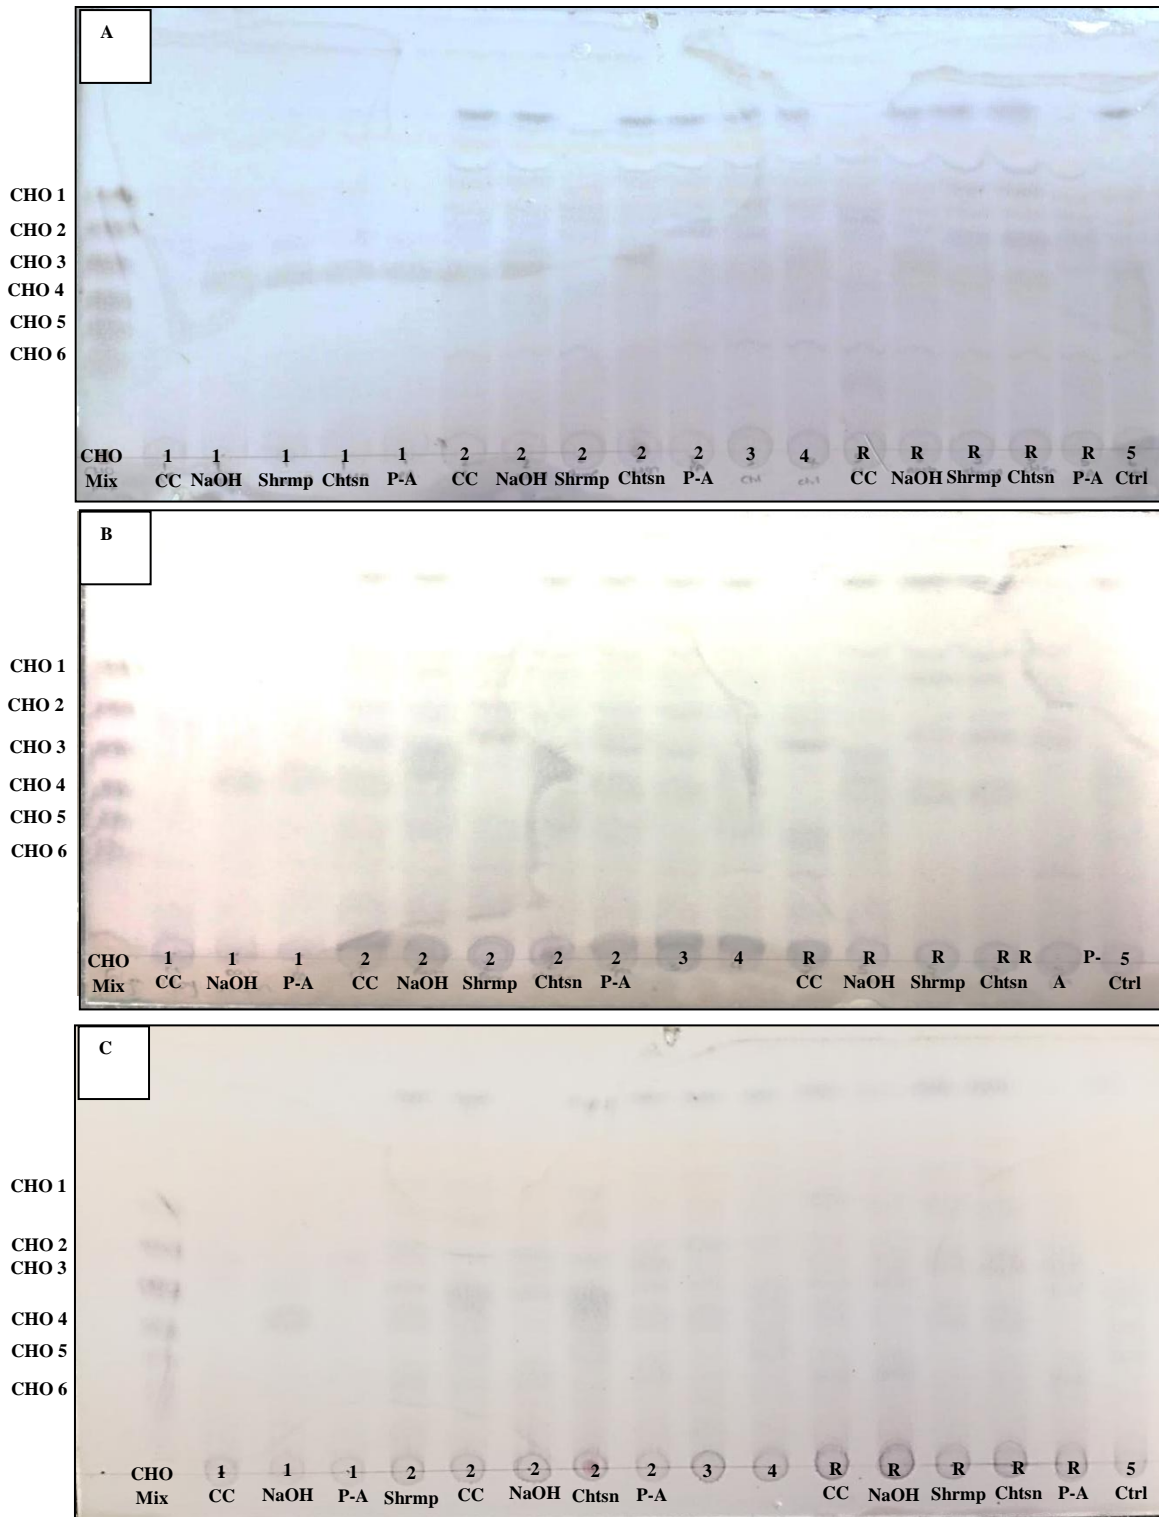 A
CHO 1
CHO 2
CHO 3
CHO 4
CHO 5
CHO 6
CHO 1 1 1 1 1 2 2 2 2 2 3 4 R R R R R 5
Mix CC NaOH Shrmp Chtsn P-A CC NaOH Shrmp Chtsn P-A CC NaOH Shrmp Chtsn P-A Ctrl
B
CHO 1
CHO 2
CHO 3
CHO 4
CHO 5
CHO 6
CHO 1 1 1 2 2 2 2 2 3 4 R R R R R P- 5
Mix CC NaOH P-A CC NaOH Shrmp Chtsn P-A CC NaOH Shrmp Chtsn A Ctrl
C
CHO 1
CHO 2
CHO 3
CHO 4
CHO 5
CHO 6
CHO 1 1 1 2 2 2 2 2 3 4 R R R R R 5
Mix CC NaOH P-A Shrmp CC NaOH Chtsn P-A CC NaOH Shrmp Chtsn P-A Ctrl